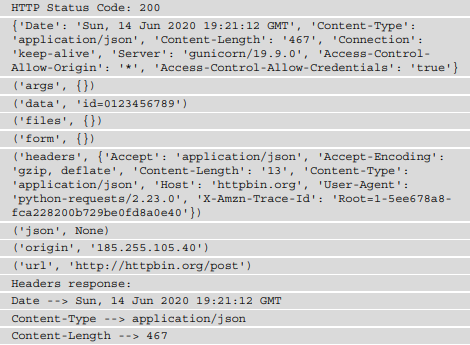 HTTP Status Code: 200
{'Date': 'Sun, 14 Jun 2020 19:21:12 GMT', 'Content-Type':
'application/json', 'Content-Length': '467', 'Connection':
'keep-alive', 'Server': 'gunicorn/19.9.0', 'Access-Control-
Allow-Origin': '*', 'Access-Control-Allow-Credentials': 'true'}
('args', {})
('data', 'id=0123456789')
('files', {})
('form', {})
('headers', {'Accept': 'application/json', 'Accept-Encoding':
'gzip, deflate', 'Content-Length': '13', 'Content-Type':
'application/json', 'Host': 'httpbin.org', 'User-Agent':
'python-requests/2.23.0', 'X-Amzn-Trace-Id': 'Root=1-5ee678a8-
fca228200b729be0fd8a0e40'})
('json', None)
('origin', '185.255.105.40')
('url', 'http://httpbin.org/post')
Headers response:
Date --> Sun, 14 Jun 2020 19:21:12 GMT
Content-Type --> application/json
Content-Length --> 467